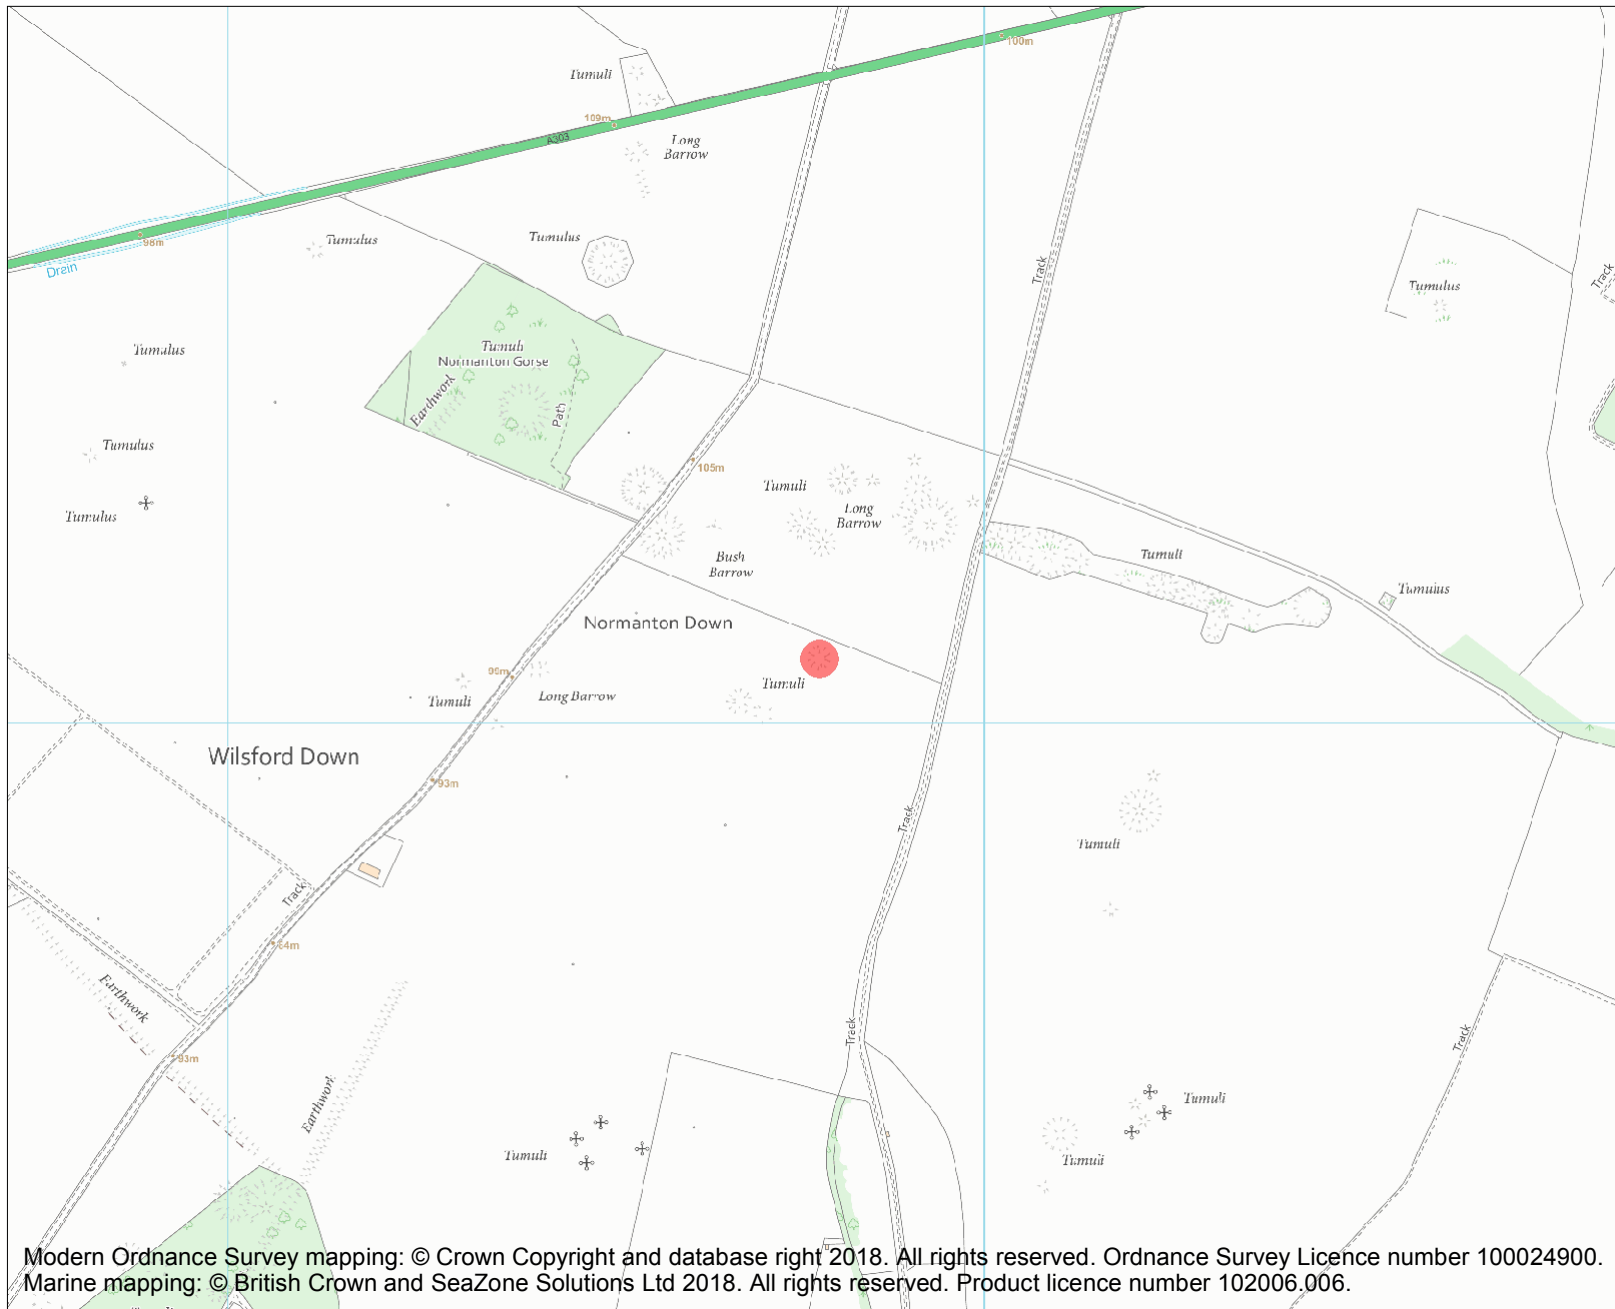 100m
Tumuli
109m
A303
Long
Barrow
Tumulus
Tumulus
98m
Drain
Track
Track
Tumulus
Tumulus
Tumuli
Normanton Gorse
Earthwork
Path
Tumulus
Tumulus
105m
Tumuli
Long
Barrow
Bush
Barrow
Tumuli
Tumulus
Normanton Down
99m
Tumuli
Long Barrow
Tumuli
Wilsford Down
93m
Track
Tumuli
Track
Earthwork
93m
Track
Track
Earthwork
Tumuli
Tumuli
Tumuli
Modern Ordnance Survey mapping: © Crown Copyright and database right 2018. All rights reserved. Ordnance Survey Licence number 100024900.
Marine mapping: © British Crown and SeaZone Solutions Ltd 2018. All rights reserved. Product licence number 102006.006.